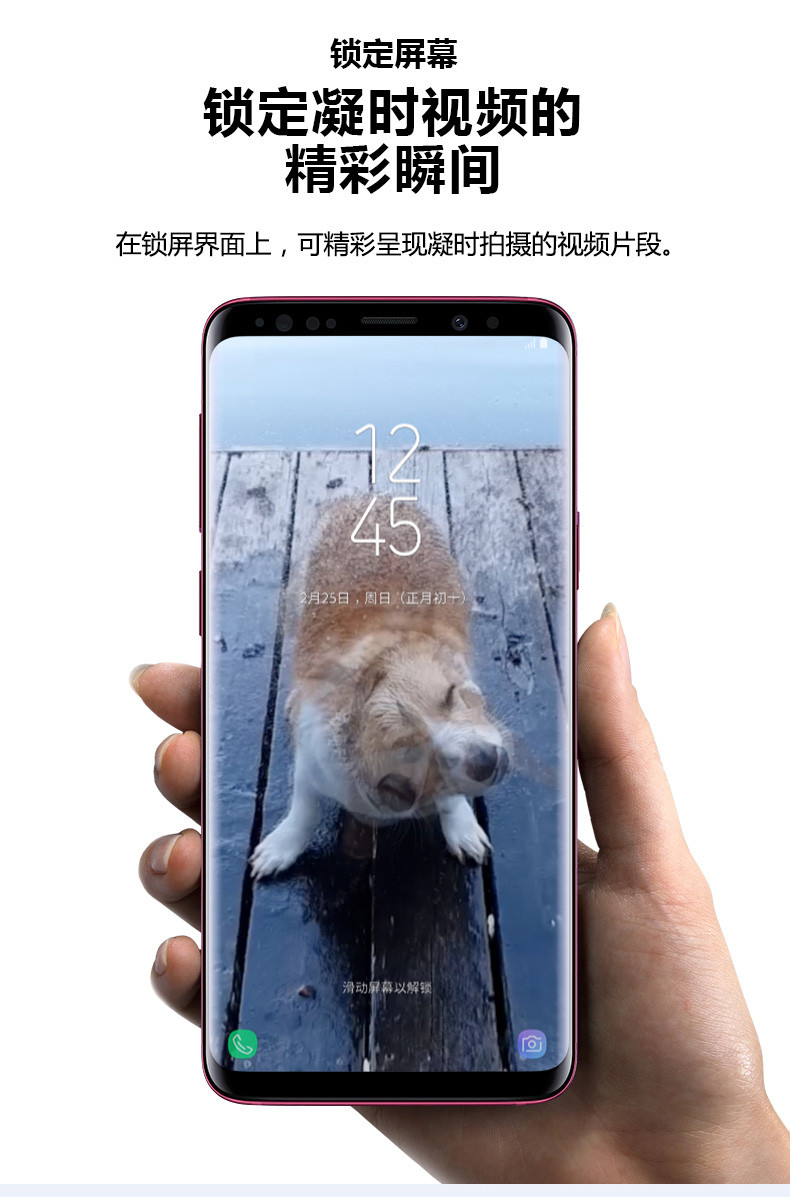 锁定屏幕
锁定凝时视频的
精彩瞬间
在锁屏界面上，可精彩呈现凝时拍摄的视频片段。
12
45
2月25日，周日（正月初十）
滑动屏幕以解锁